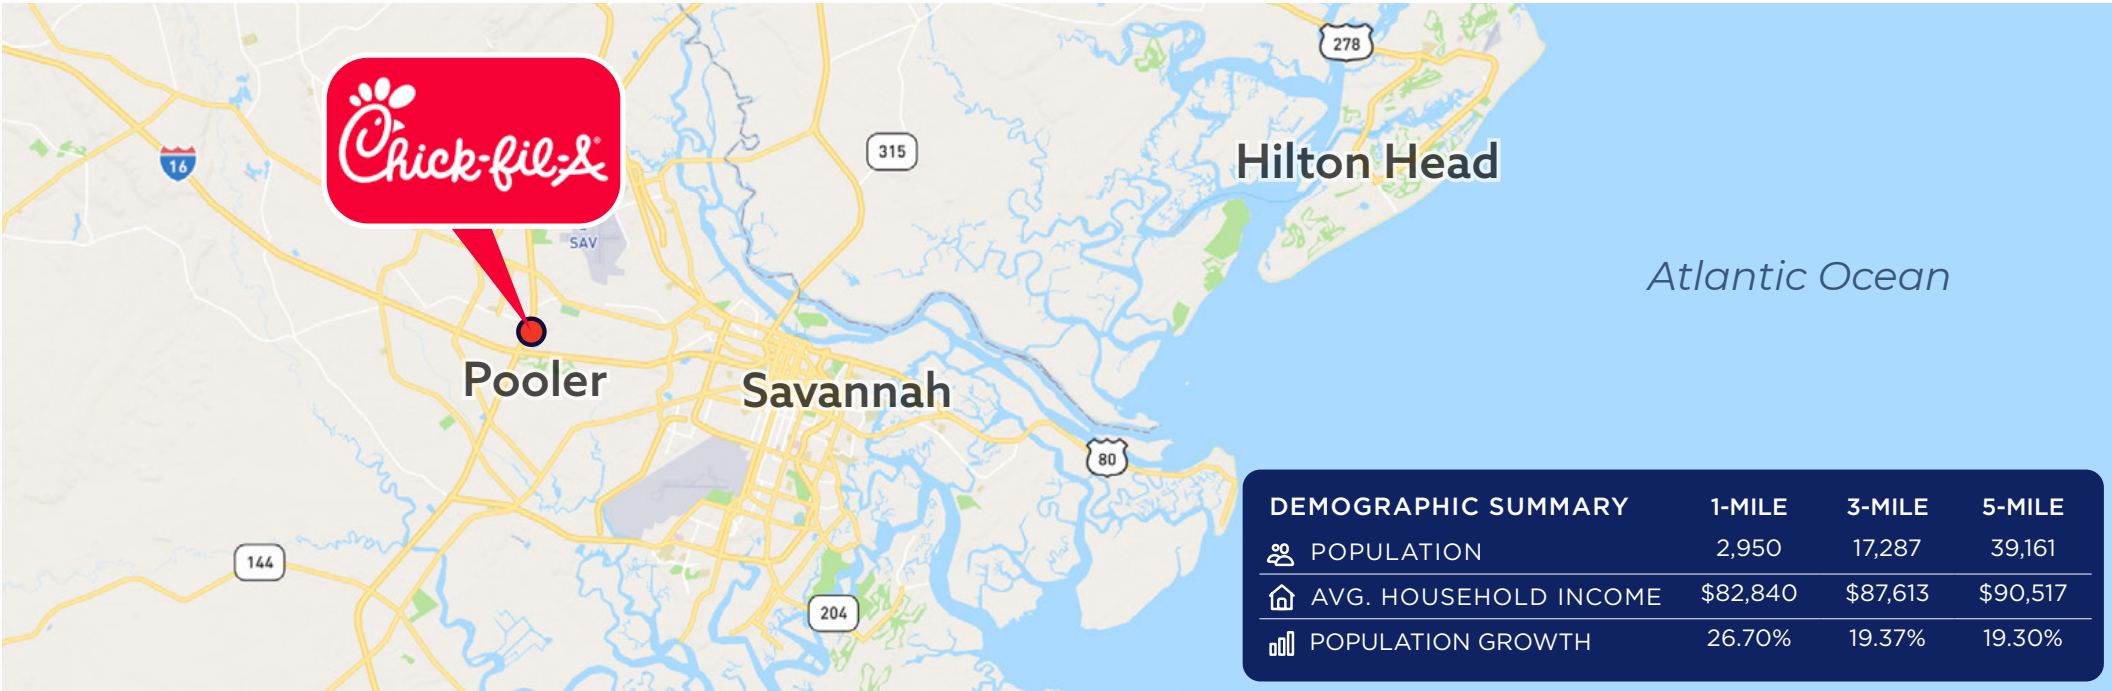 278
16
Chick-fil-A®
315
Hilton Head
SAV
Atlantic Ocean
Pooler
Savannah
80
144
204
DEMOGRAPHIC SUMMARY 1-MILE 3-MILE 5-MILE
POPULATION 2,950 17,287 39,161
AVG. HOUSEHOLD INCOME $82,840 $87,613 $90,517
POPULATION GROWTH 26.70% 19.37% 19.30%